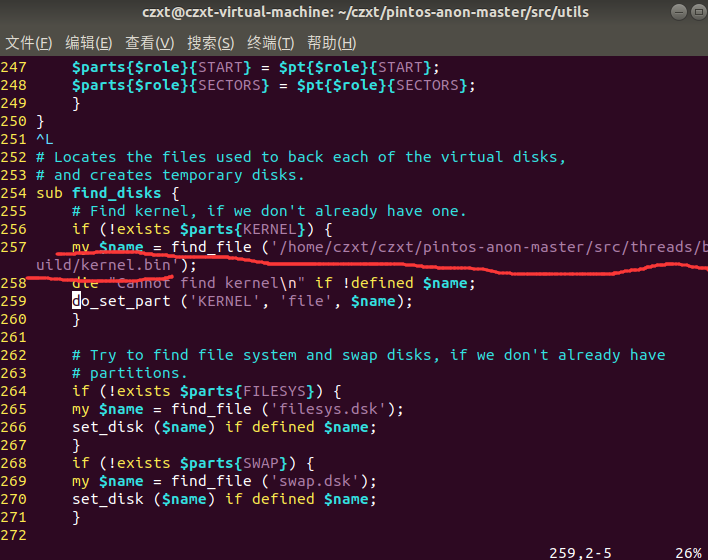 czxt@czxt-virtual-machine: ~/czxt/pintos-anon-master/src/utils
文件(F) 编辑(E) 查看(V) 搜索(S) 终端(T) 帮助(H)
247     $parts{$role}{START} = $pt{$role}{START};
248     $parts{$role}{SECTORS} = $pt{$role}{SECTORS};
249     }
250 }
251 ^L
252 # Locates the files used to back each of the virtual disks,
253 # and creates temporary disks.
254 sub find_disks {
255     # Find kernel, if we don't already have one.
256     if (!exists $parts{KERNEL}) {
257     my $name = find_file ('/home/czxt/czxt/pintos-anon-master/src/threads/b
uild/kernel.bin');
258     die "Cannot find kernel\n" if !defined $name;
259     do_set_part ('KERNEL', 'file', $name);
260     }
261
262     # Try to find file system and swap disks, if we don't already have
263     # partitions.
264     if (!exists $parts{FILESYS}) {
265     my $name = find_file ('filesys.dsk');
266     set_disk ($name) if defined $name;
267     }
268     if (!exists $parts{SWAP}) {
269     my $name = find_file ('swap.dsk');
270     set_disk ($name) if defined $name;
271     }
272
259,2-5 26%